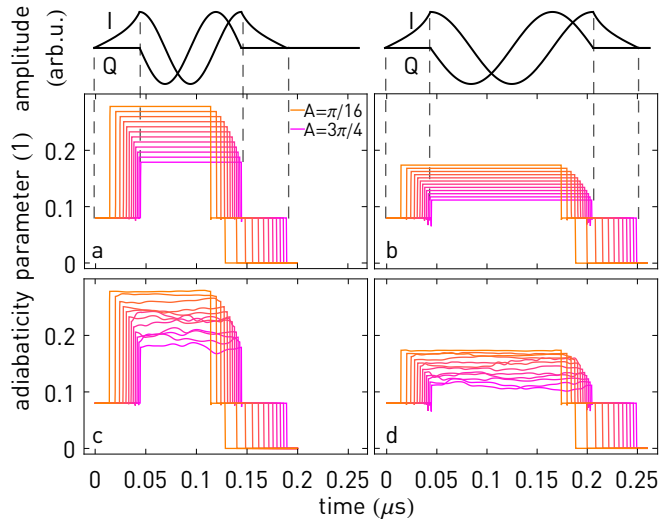 amplitude
(arb.u.)
I
Q
I
Q
adiabaticity parameter (1)
0.2
0.1
0
A=π/16
A=3π/4
a
b
0.2
0.1
0
c
d
0 0.05 0.1 0.15 0.2 0.25
0 0.05 0.1 0.15 0.2 0.25
time (μs)